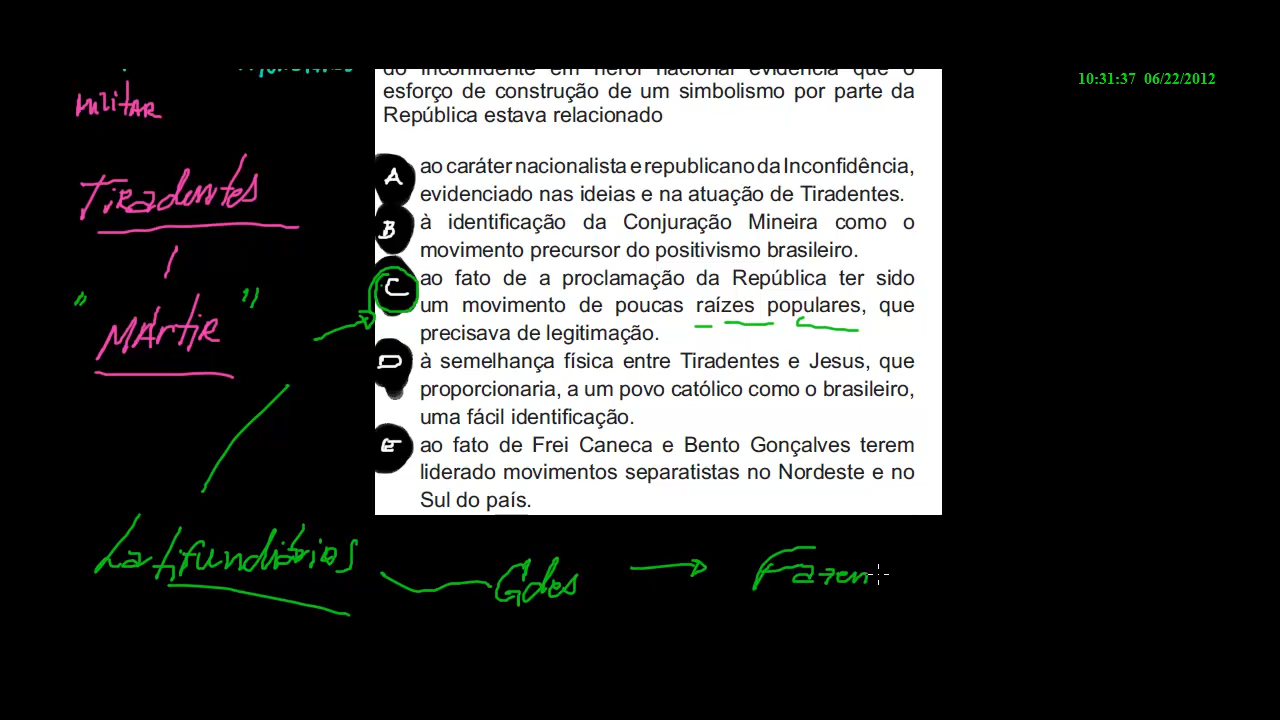 10:31:37 06/22/2012
militar
Tiradentes
"Mártir"
Latifundiários
Gdes
Fazen
esforço de construção de um simbolismo por parte da
República estava relacionado
A ao caráter nacionalista e republicano da Inconfidência,
evidenciado nas ideias e na atuação de Tiradentes.
B à identificação da Conjuração Mineira como o
movimento precursor do positivismo brasileiro.
C ao fato de a proclamação da República ter sido
um movimento de poucas raízes populares, que
precisava de legitimação.
D à semelhança física entre Tiradentes e Jesus, que
proporcionaria, a um povo católico como o brasileiro,
uma fácil identificação.
E ao fato de Frei Caneca e Bento Gonçalves terem
liderado movimentos separatistas no Nordeste e no
Sul do país.